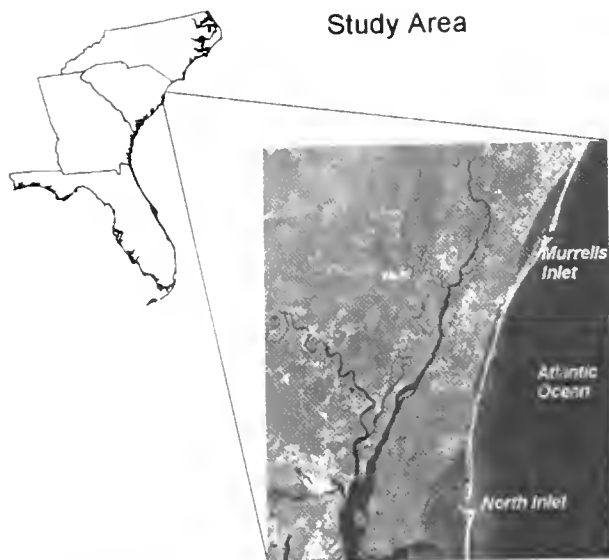 Study Area
Murrells
Inlet
Atlantic
Ocean
North Inlet